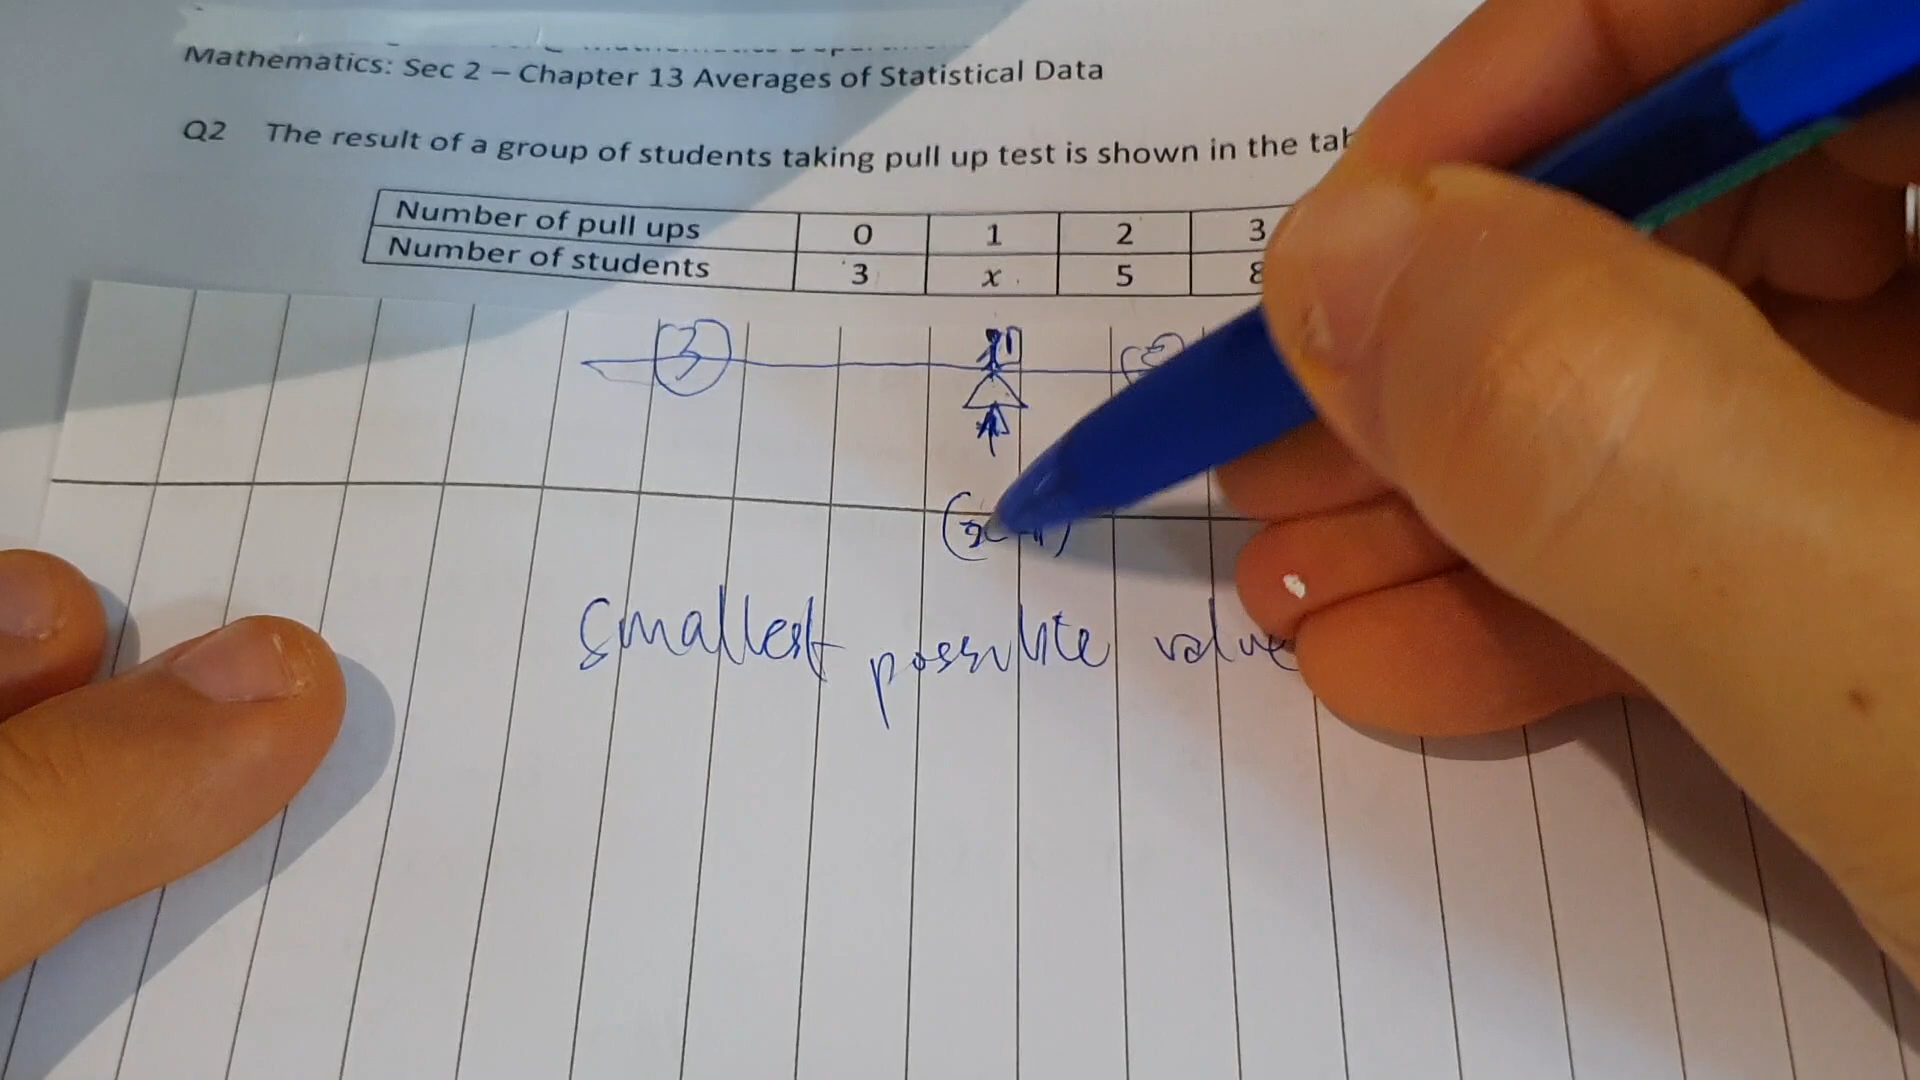 Mathematics: Sec 2 – Chapter 13 Averages of Statistical Data
Q2 The result of a group of students taking pull up test is shown in the
Number of pull ups 0 1 2 3
Number of students 3 x 5 8
3
smallest possible value